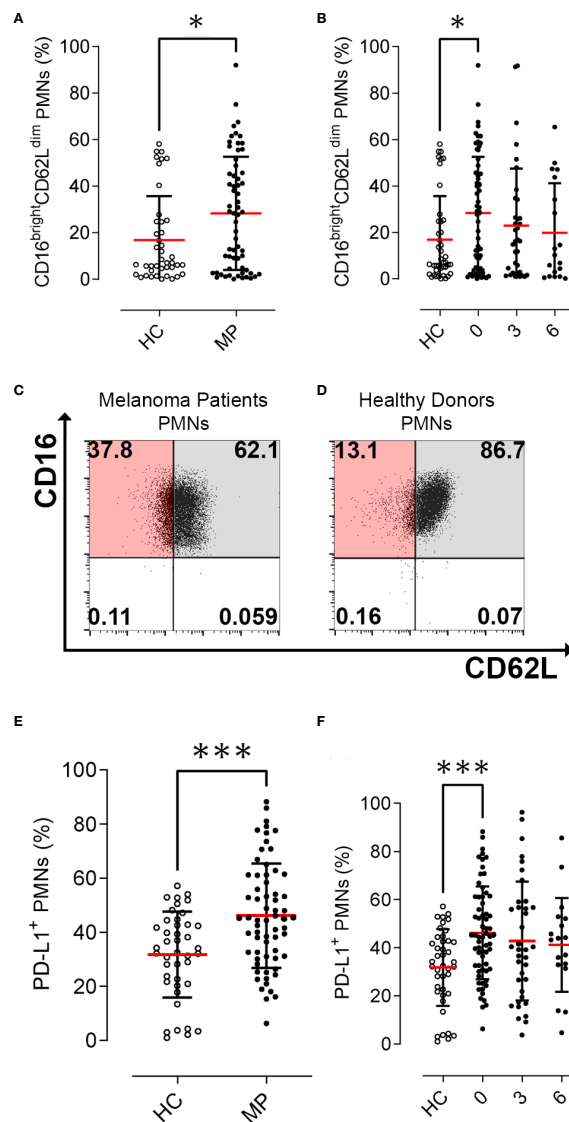 A
B
*
*
CD16brightCD62Ldim PMNs (%)
100
80
60
40
20
0
HC
MP
CD16brightCD62Ldim PMNs (%)
100
80
60
40
20
0
HC
0
3
6
C
D
Melanoma Patients
PMNs
Healthy Donors
PMNs
CD16
37.8
62.1
0.11
0.059
13.1
86.7
0.16
0.07
CD62L
E
F
***
***
PD-L1+ PMNs (%)
100
80
60
40
20
0
HC
MP
PD-L1+ PMNs (%)
100
80
60
40
20
0
HC
0
3
6